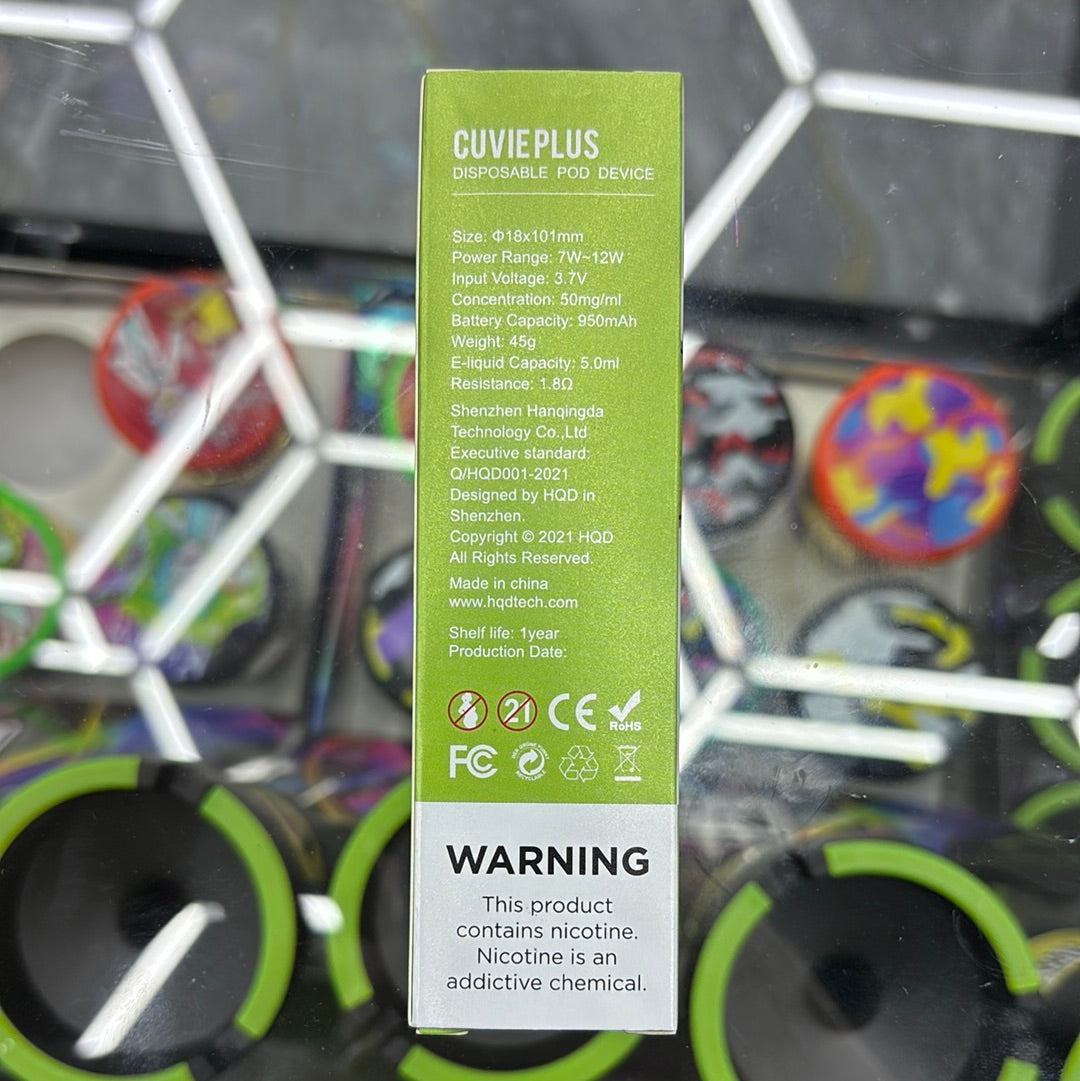 CUVIE PLUS
DISPOSABLE POD DEVICE
Size: Φ18x101mm
Power Range: 7W~12W
Input Voltage: 3.7V
Concentration: 50mg/ml
Battery Capacity: 950mAh
Weight: 45g
E-liquid Capacity: 5.0ml
Resistance: 1.8Ω
Shenzhen Hanqingda
Technology Co.,Ltd
Executive standard:
Q/HQD001-2021
Designed by HQD in
Shenzhen.
Copyright © 2021 HQD
All Rights Reserved.
Made in china
www.hqdtech.com
Shelf life: 1year
Production Date:
21 CE RoHS
FC RECYCLABLE
WARNING
This product
contains nicotine.
Nicotine is an
addictive chemical.